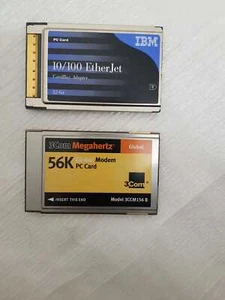 PC Card
IBM
10/100 EtherJet
CardBus Adapter
32-bit
3Com Megahertz
Global
56K
Modem
PC Card
3Com
INSERT THIS END
Model 3CCM156 B